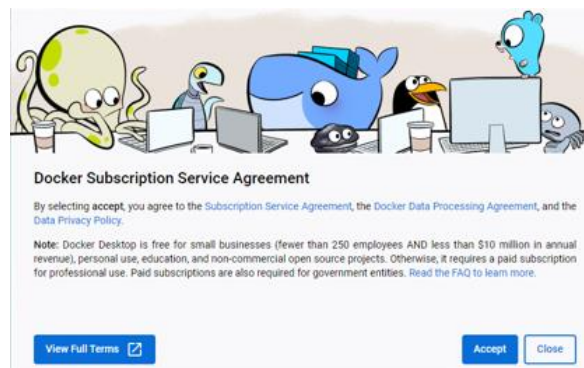 Docker Subscription Service Agreement
By selecting accept, you agree to the Subscription Service Agreement, the Docker Data Processing Agreement, and the
Data Privacy Policy.
Note: Docker Desktop is free for small businesses (fewer than 250 employees AND less than $10 million in annual
revenue), personal use, education, and non-commercial open source projects. Otherwise, it requires a paid subscription
for professional use. Paid subscriptions are also required for government entities. Read the FAQ to learn more.
View Full Terms
Accept
Close